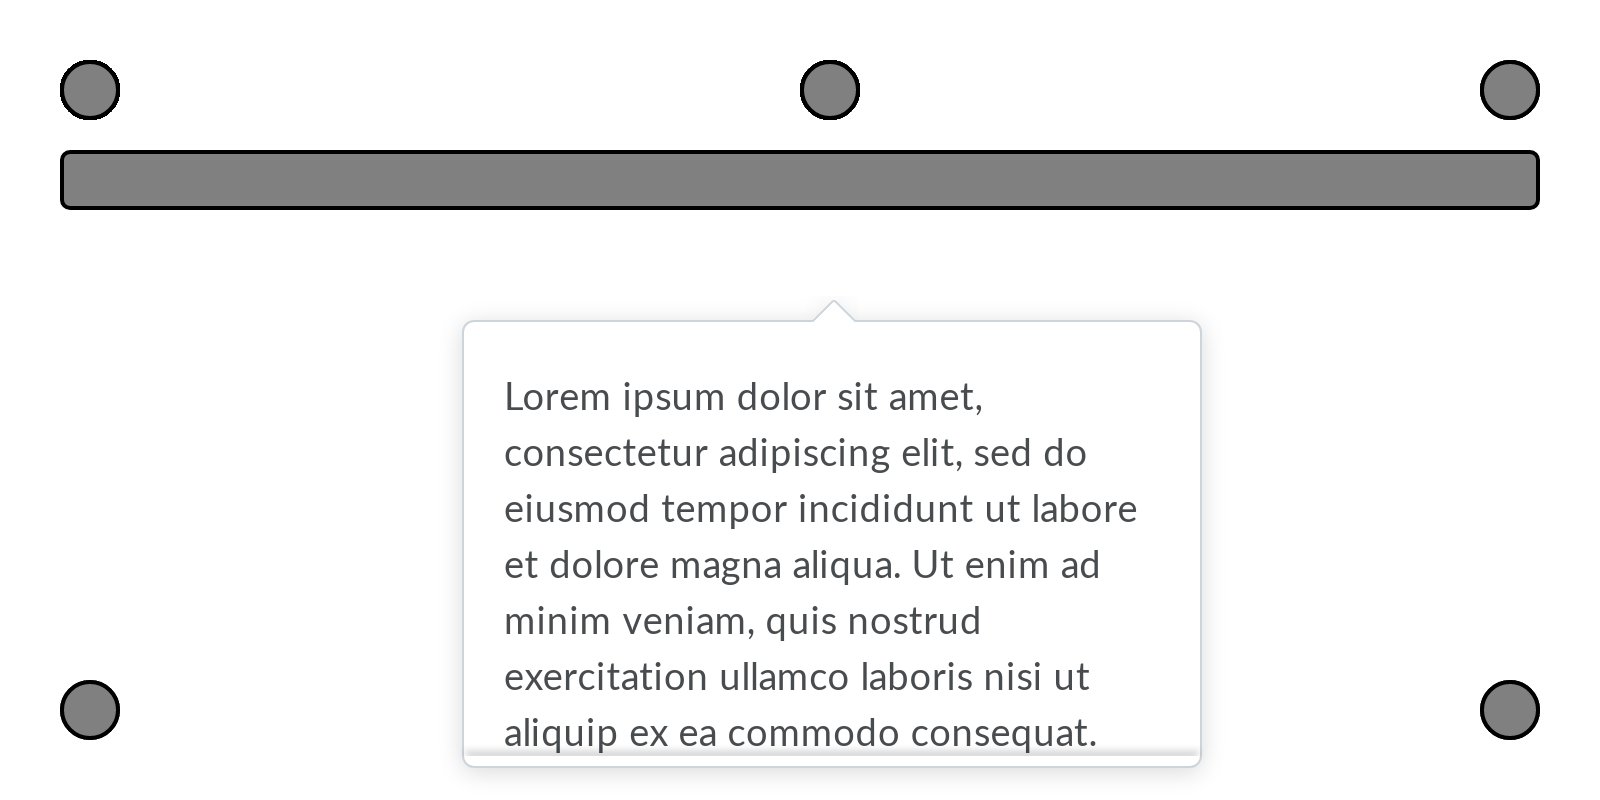 Lorem ipsum dolor sit amet,
consectetur adipiscing elit, sed do
eiusmod tempor incididunt ut labore
et dolore magna aliqua. Ut enim ad
minim veniam, quis nostrud
exercitation ullamco laboris nisi ut
aliquip ex ea commodo consequat.